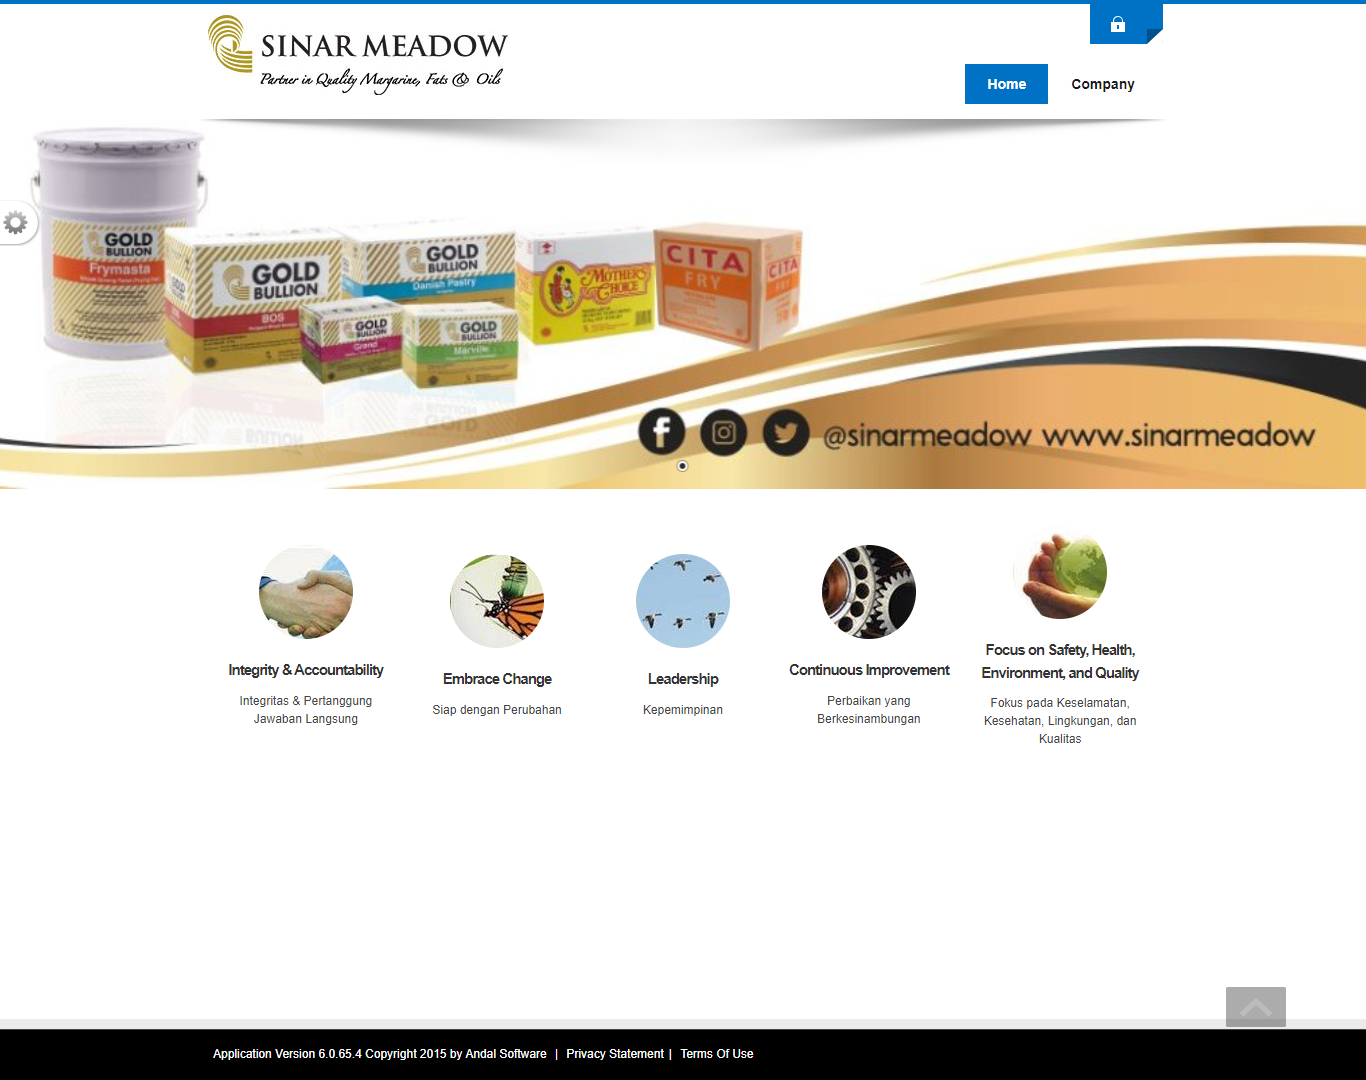 SINAR MEADOW
Partner in Quality Margarine, Fats & Oils
Home
Company
GOLD
BULLION
Frymasta
GOLD
BULLION
BOS
GOLD
BULLION
Danish Pastry
GOLD
BULLION
Grand
GOLD
BULLION
Marville
MOTHER'S
CHOICE
CITA
FRY
CITA
FRY
@sinarmeadow www.sinarmeadow
Integrity & Accountability
Integritas & Pertanggung
Jawaban Langsung
Embrace Change
Siap dengan Perubahan
Leadership
Kepemimpinan
Continuous Improvement
Perbaikan yang
Berkesinambungan
Focus on Safety, Health,
Environment, and Quality
Fokus pada Keselamatan,
Kesehatan, Lingkungan, dan
Kualitas
Application Version 6.0.65.4 Copyright 2015 by Andal Software | Privacy Statement | Terms Of Use